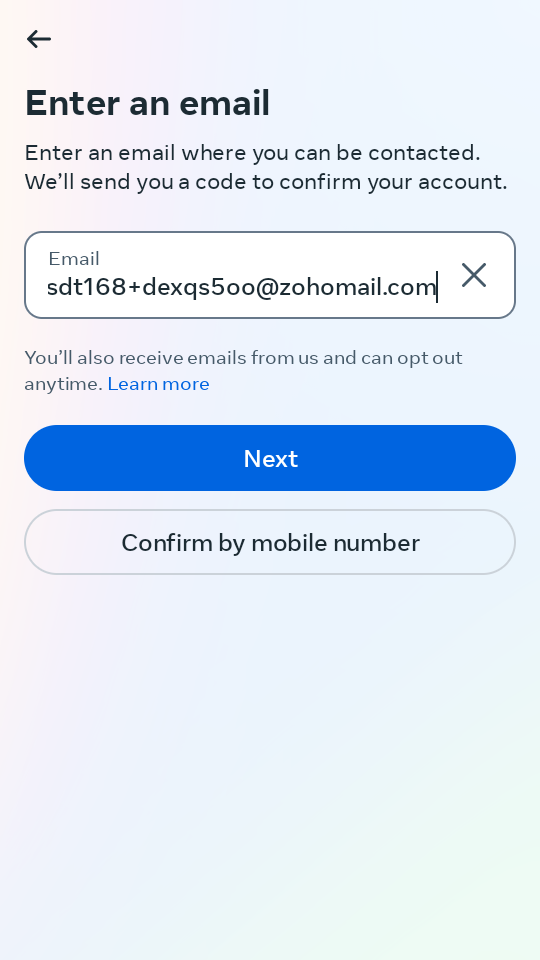 Enter an email
Enter an email where you can be contacted.
We’ll send you a code to confirm your account.
Email
sdt168+dexqs5oo@zohomail.com
You’ll also receive emails from us and can opt out
anytime. Learn more
Next
Confirm by mobile number